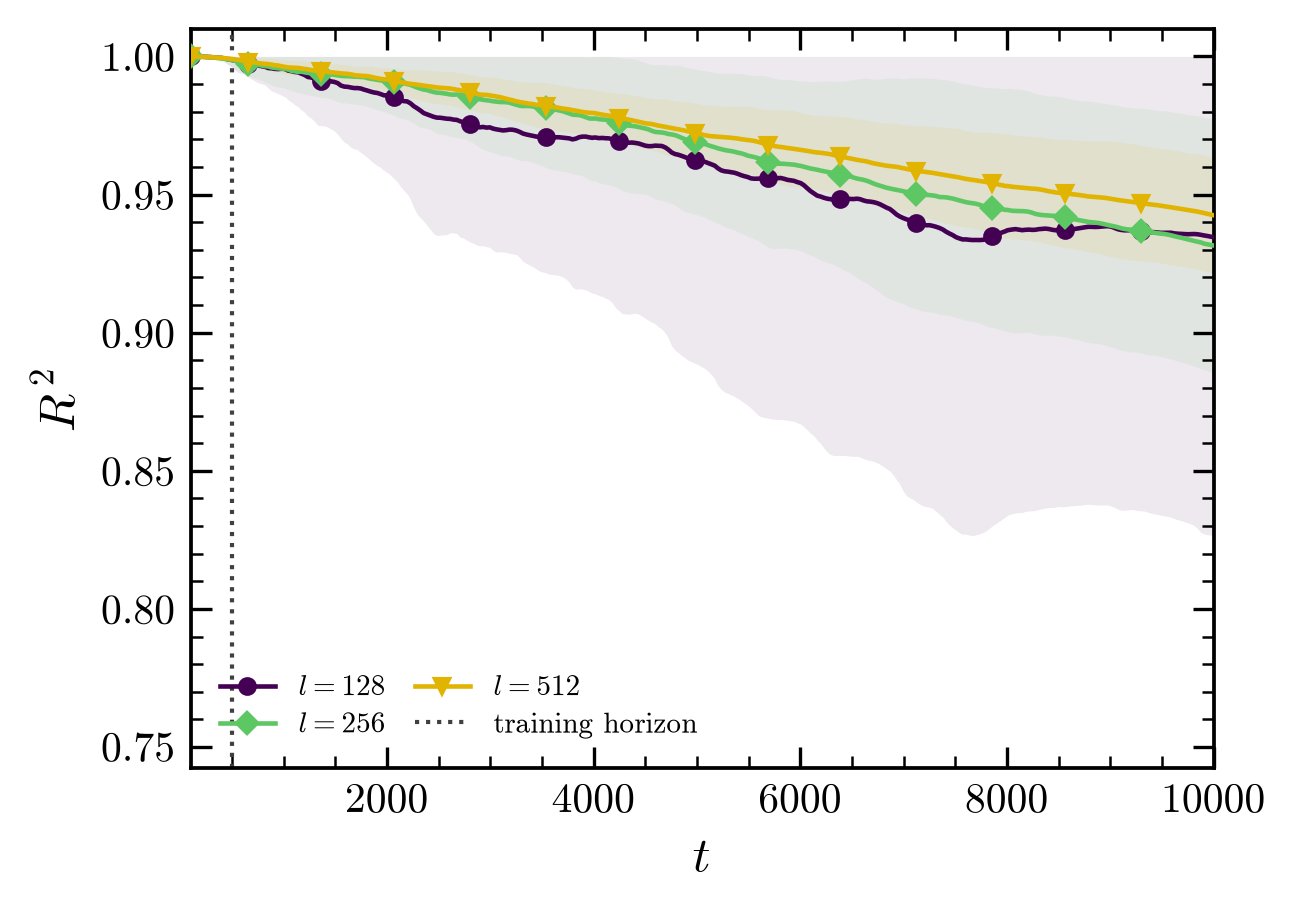 1.00
0.95
0.90
0.85
0.80
0.75
R²
l = 128
l = 512
l = 256
training horizon
2000 4000 6000 8000 10000
t